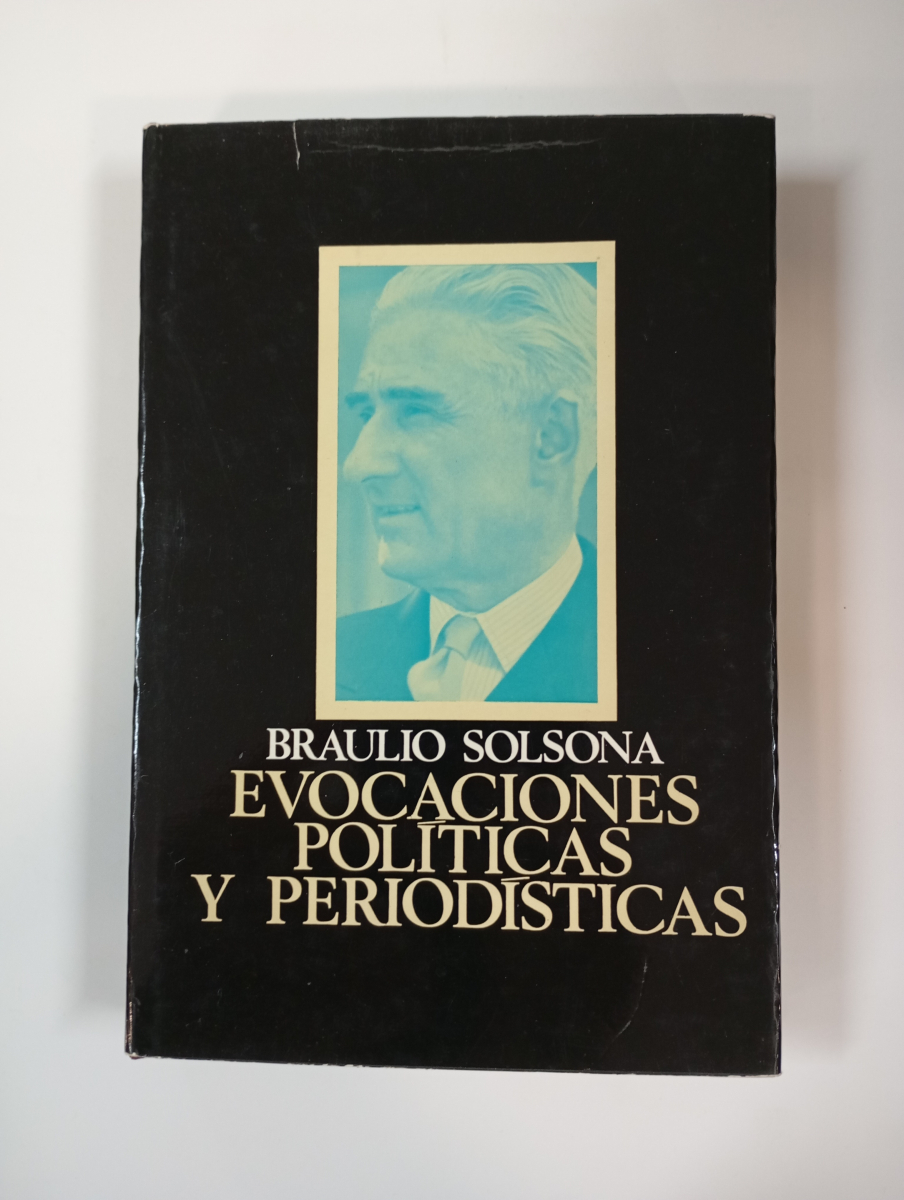 BRAULIO SOLSONA
EVOCACIONES
POLÍTICAS
Y PERIODÍSTICAS